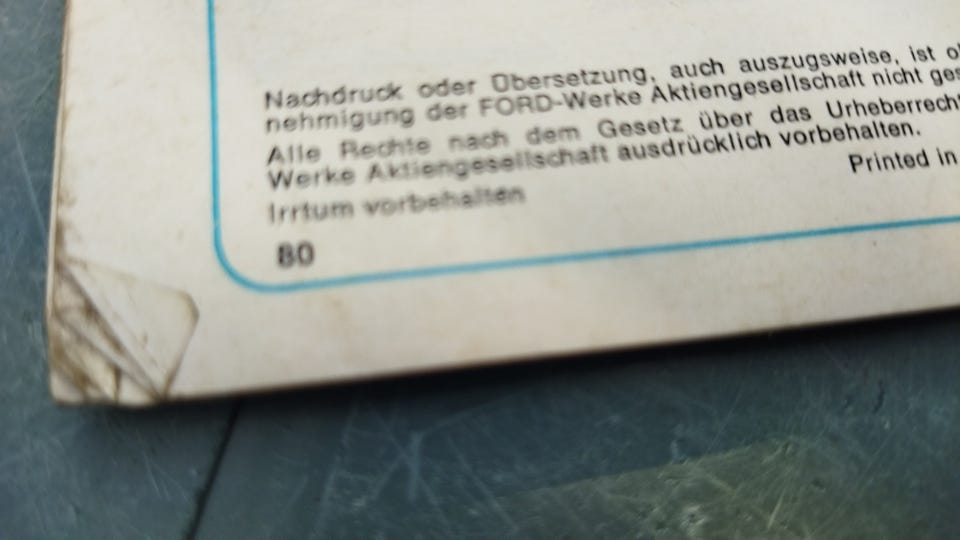 Nachdruck oder Übersetzung, auch auszugsweise, ist
nehmigung der FORD-Werke Aktiengesellschaft nicht
Alle Rechte nach dem Gesetz über das Urheberrecht
Werke Aktiengesellschaft ausdrücklich vorbehalten.
Printed in
Irrtum vorbehalten
80